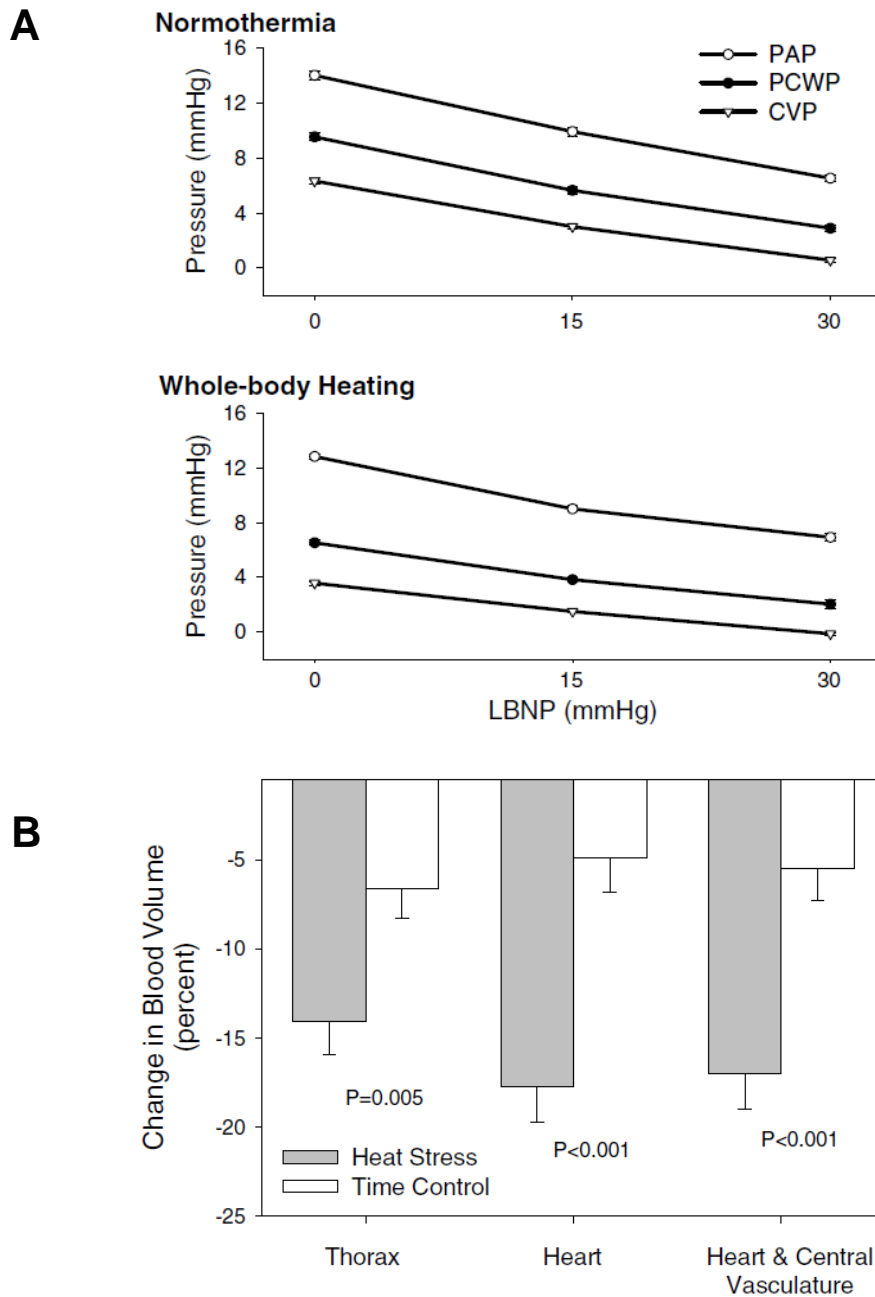 A
Normothermia
PAP
PCWP
CVP
Pressure (mmHg)
16
12
8
4
0
0 15 30
Whole-body Heating
Pressure (mmHg)
16
12
8
4
0
0 15 30
LBNP (mmHg)
B
Change in Blood Volume
(percent)
-5
-10
-15
-20
-25
P=0.005
P<0.001
P<0.001
Heat Stress
Time Control
Thorax Heart Heart & Central
Vasculature